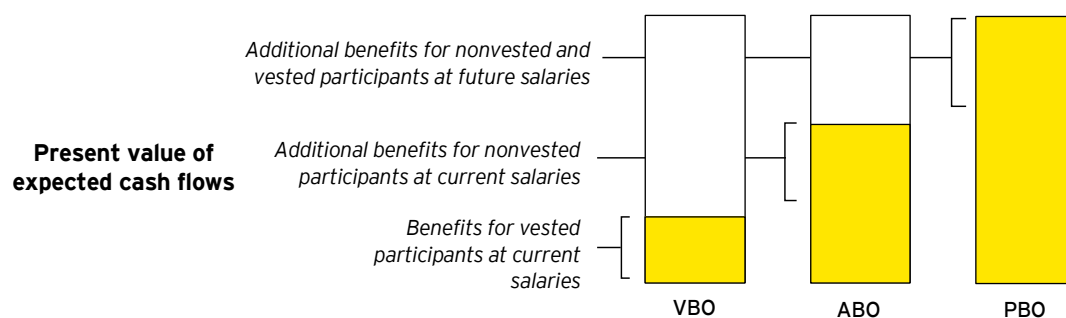 Additional benefits for nonvested and
vested participants at future salaries
Present value of
expected cash flows
Additional benefits for nonvested
participants at current salaries
Benefits for vested
participants at current
salaries
VBO
ABO
PBO